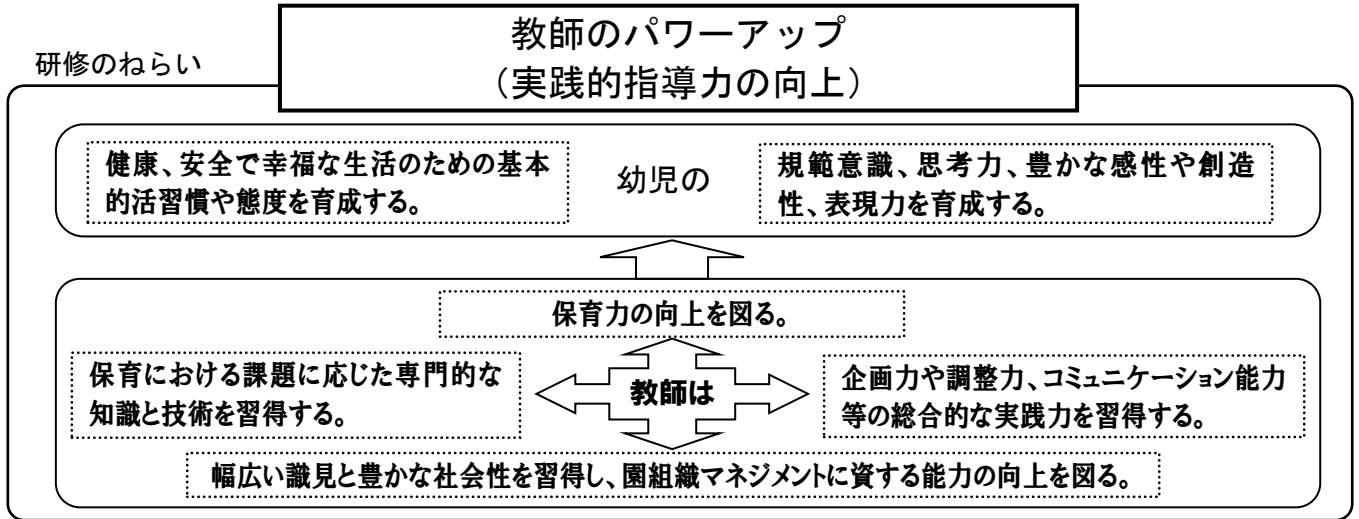 教師のパワーアップ
（実践的指導力の向上）
研修のねらい
健康、安全で幸福な生活のための基本
的活習慣や態度を育成する。
幼児の
規範意識、思考力、豊かな感性や創造
性、表現力を育成する。
保育力の向上を図る。
保育における課題に応じた専門的な
知識と技術を習得する。
教師は
企画力や調整力、コミュニケーション能力
等の総合的な実践力を習得する。
幅広い識見と豊かな社会性を習得し、園組織マネジメントに資する能力の向上を図る。